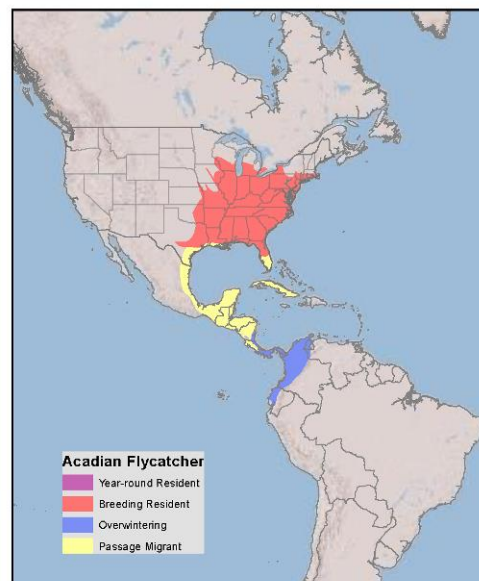 Acadian Flycatcher
Year-round Resident
Breeding Resident
Overwintering
Passage Migrant